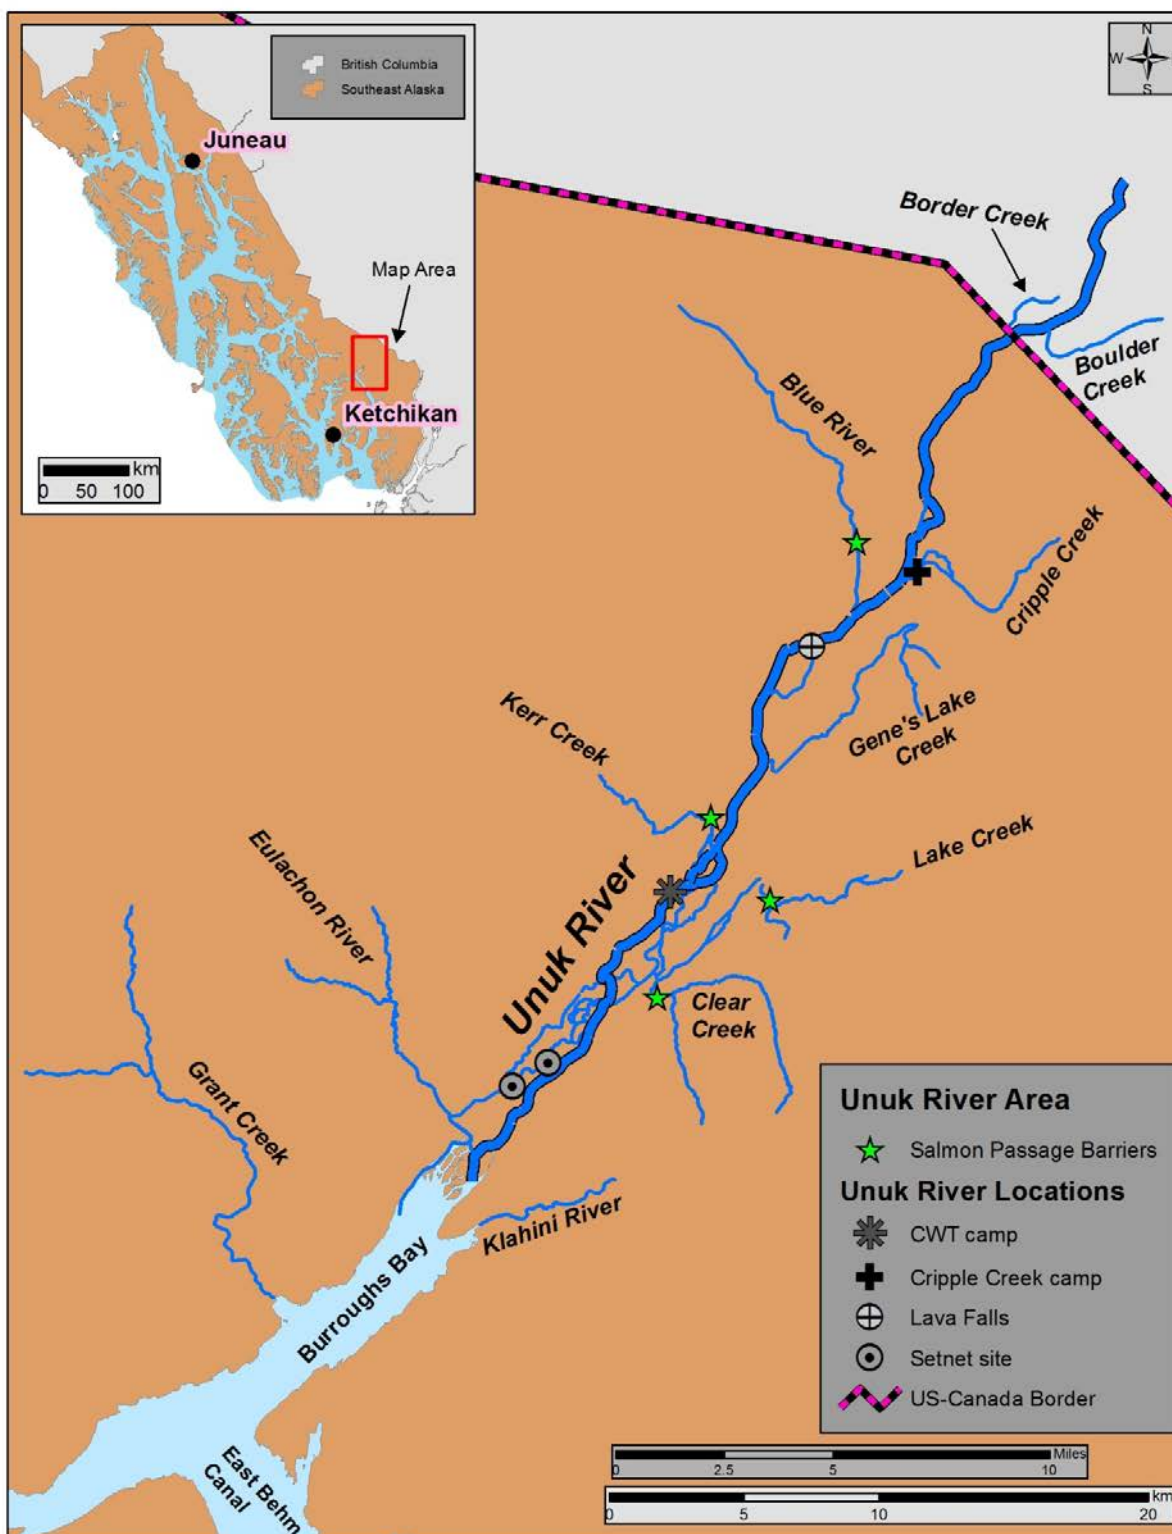 British Columbia
Southeast Alaska
Juneau
Map Area
Ketchikan
km
0 50 100
N
W
S
Border Creek
Boulder
Creek
Blue River
Cripple Creek
Gene's Lake
Creek
Kerr Creek
Lake Creek
Eulachon River
Unuk River
Clear
Creek
Grant Creek
Klahini River
Burroughs Bay
East Behm
Canal
Unuk River Area
Salmon Passage Barriers
Unuk River Locations
CWT camp
Cripple Creek camp
Lava Falls
Setnet site
US-Canada Border
Miles
0 2.5 5 10
km
0 5 10 20